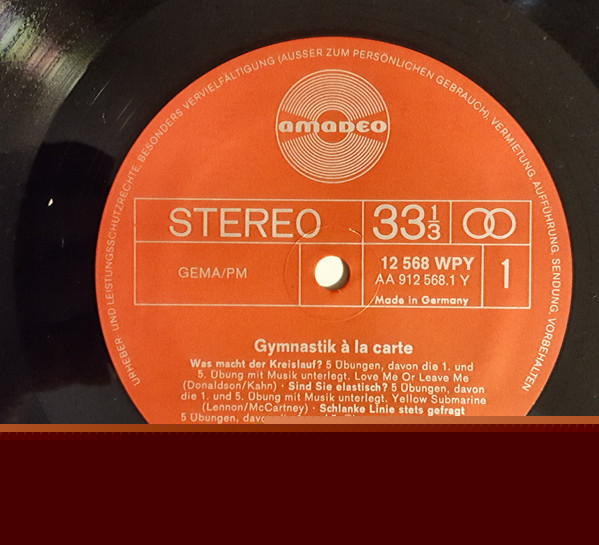 URHEBER- UND LEISTUNGSSCHUTZRECHTE, BESONDERS VERVIELFÄLTIGUNG (AUSSER ZUM PERSÖNLICHEN GEBRAUCH), VERMIETUNG, AUFFÜHRUNG, SENDUNG, VORBEHALTEN
amaDeo
STEREO
33 1/3
GEMA/PM
12 568 WPY
AA 912 568.1 Y
Made in Germany
1
Gymnastik à la carte
Was macht der Kreislauf? 5 Übungen, davon die 1. und
5. Übung mit Musik unterlegt. Love Me Or Leave Me
(Donaldson/Kahn) · Sind Sie elastisch? 5 Übungen, davon
die 1. und 5. Übung mit Musik unterlegt. Yellow Submarine
(Lennon/McCartney) · Schlanke Linie stets gefragt
5 Übungen,